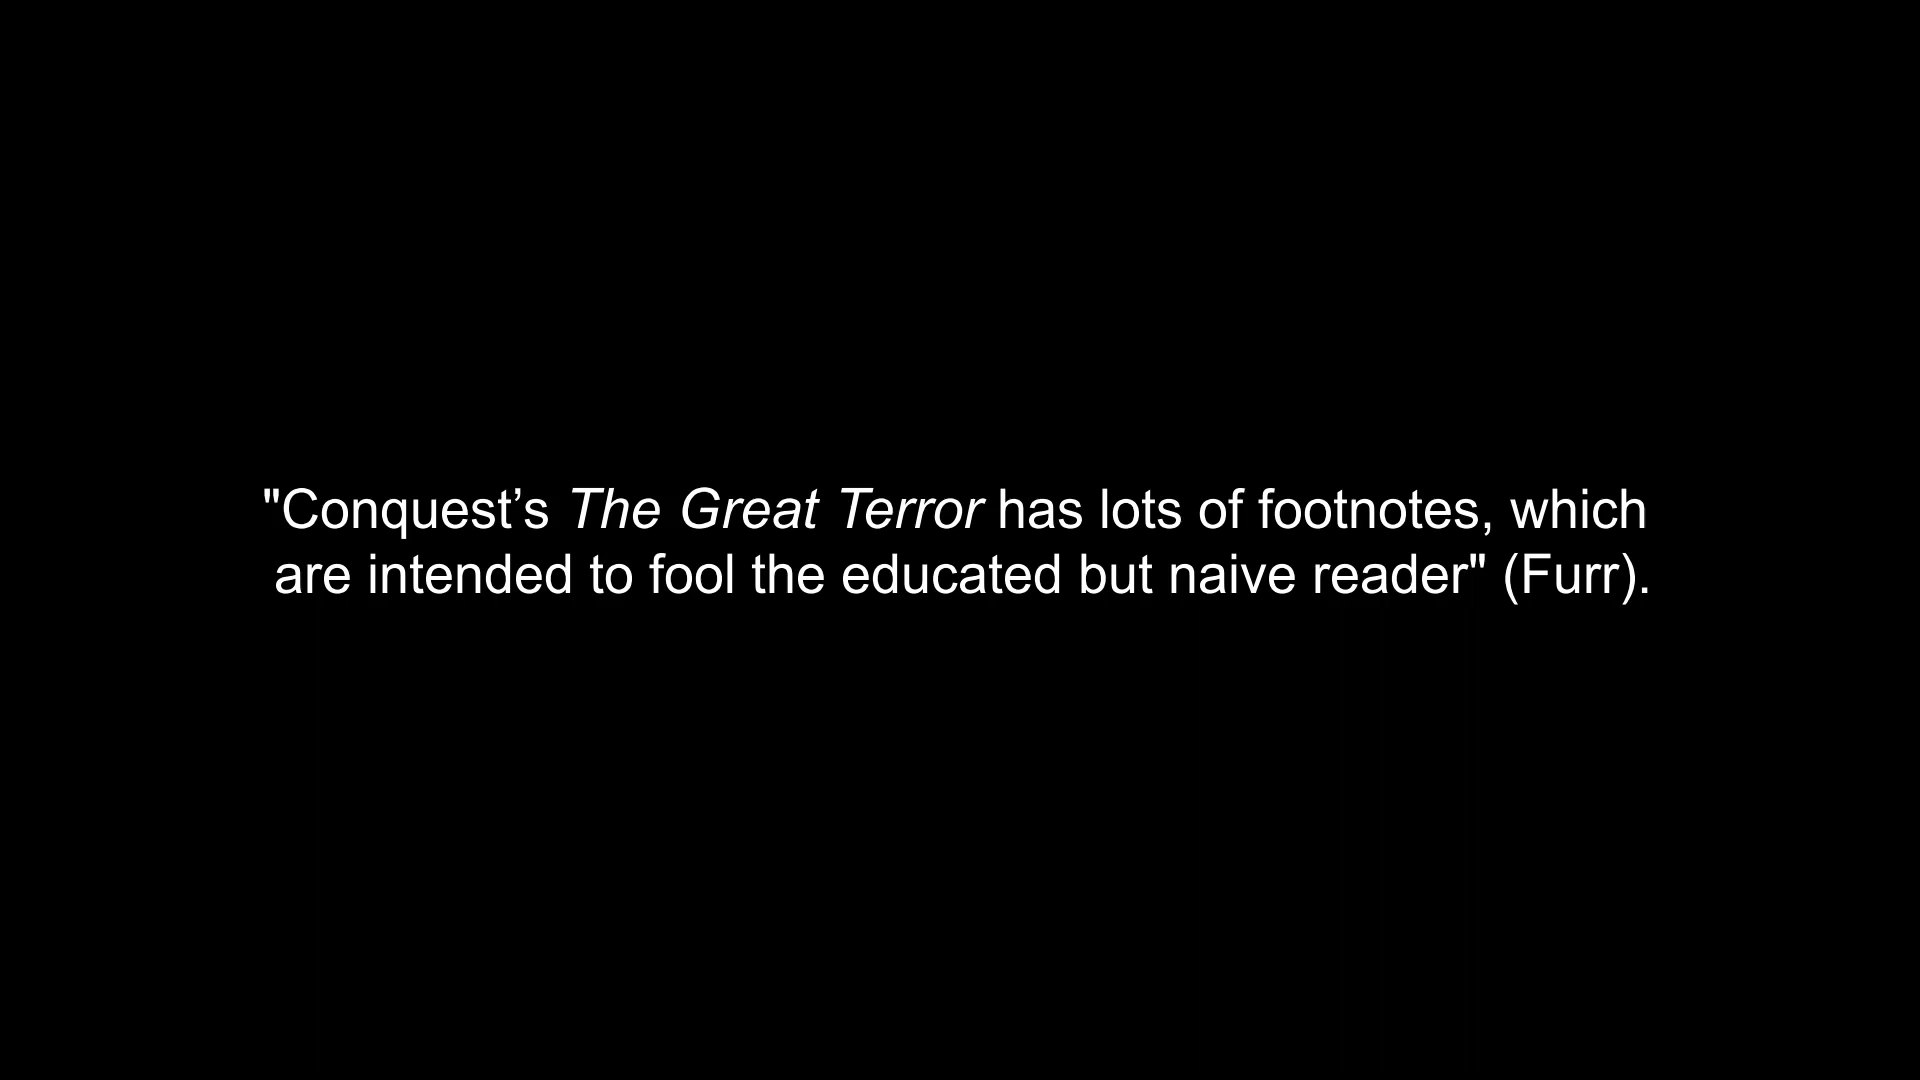 "Conquest’s The Great Terror has lots of footnotes, which
are intended to fool the educated but naive reader" (Furr).